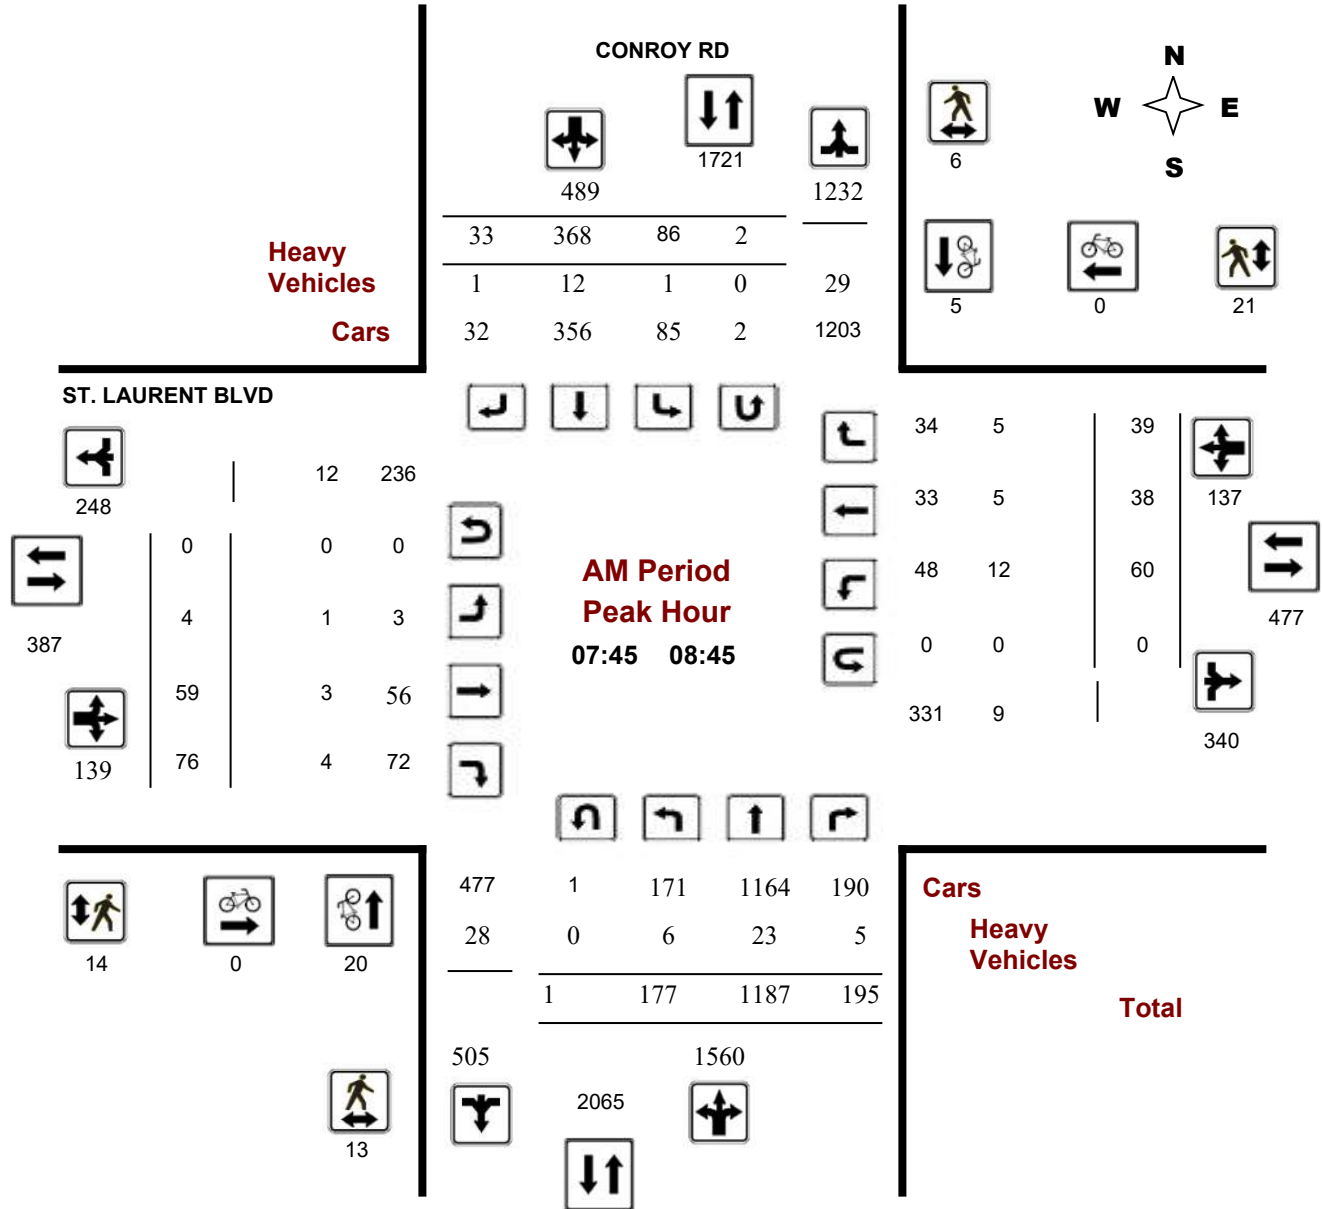 CONROY RD
N
W E
S
1721
6
489 1232
33 368 86 2
Heavy
Vehicles 1 12 1 0 29
5 0 21
Cars 32 356 85 2 1203
ST. LAURENT BLVD
34 5 39
12 236
248
33 5 38 137
0 0 0
AM Period
48 12 60
Peak Hour
4 1 3
477
387
07:45 08:45
0 0 0
59 3 56
331 9
340
139 76 4 72
477 1 171 1164 190 Cars
28 0 6 23 5 Heavy
Vehicles
14 0 20
1 177 1187 195 Total
505 1560
2065
13